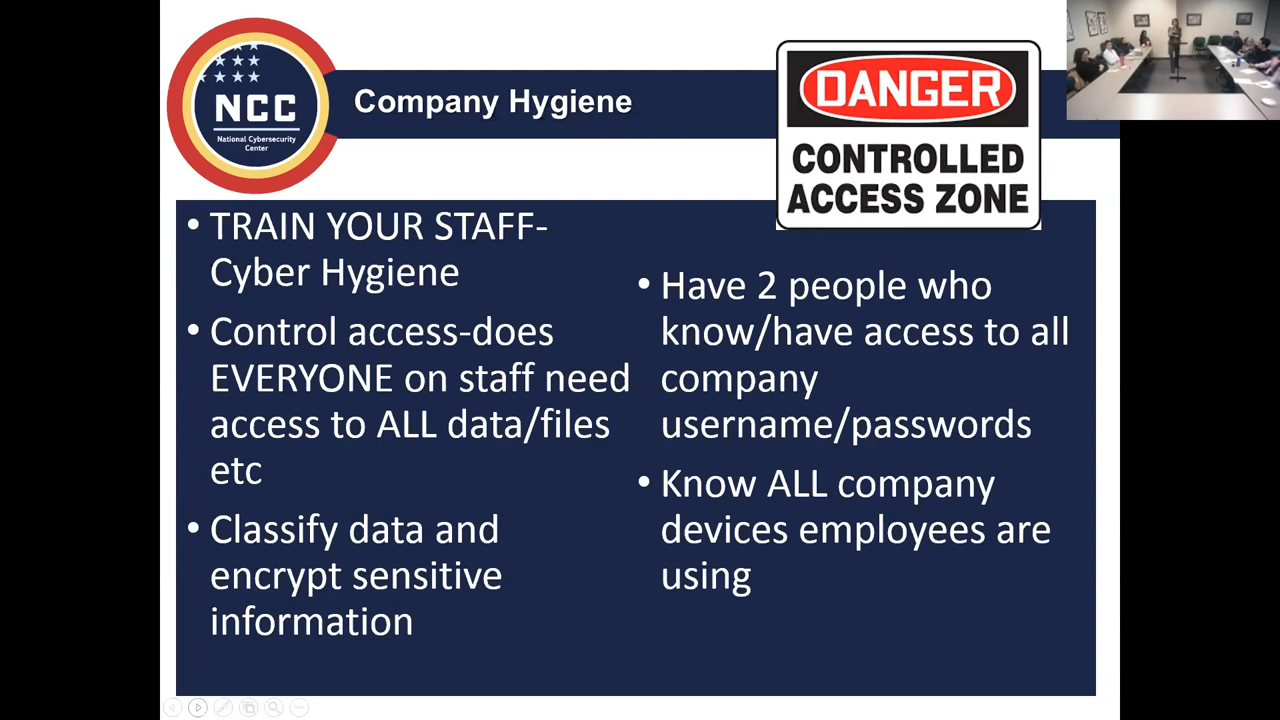 NCC
National Cybersecurity
Center
Company Hygiene
DANGER
CONTROLLED
ACCESS ZONE
• TRAIN YOUR STAFF-
Cyber Hygiene
• Control access-does
EVERYONE on staff need
access to ALL data/files
etc
• Classify data and
encrypt sensitive
information
• Have 2 people who
know/have access to all
company
username/passwords
• Know ALL company
devices employees are
using